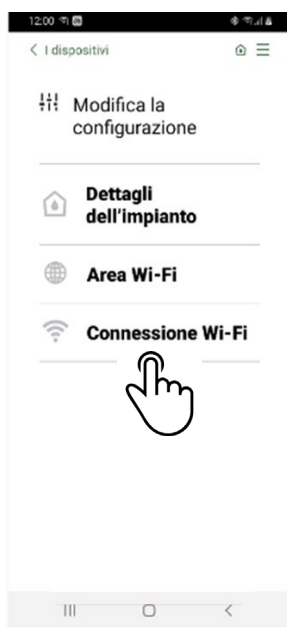 12:00
I dispositivi
Modifica la
configurazione
Dettagli
dell'impianto
Area Wi-Fi
Connessione Wi-Fi